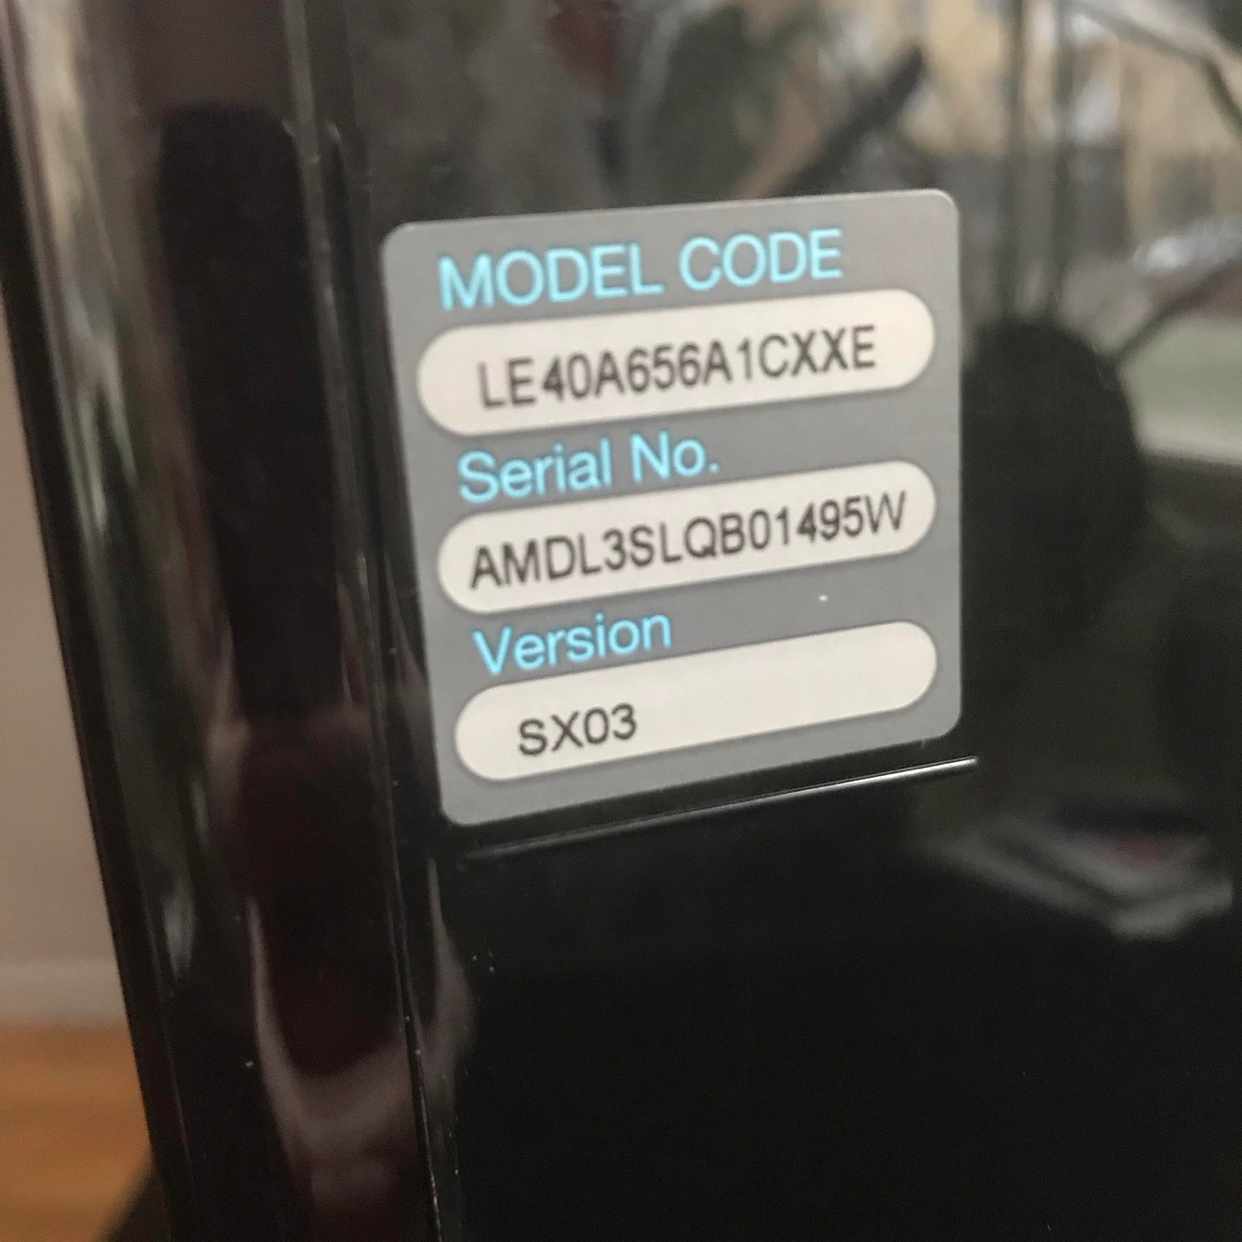 MODEL CODE
LE40A656A1CXXE
Serial No.
AMDL3SLQB01495W
Version
SX03